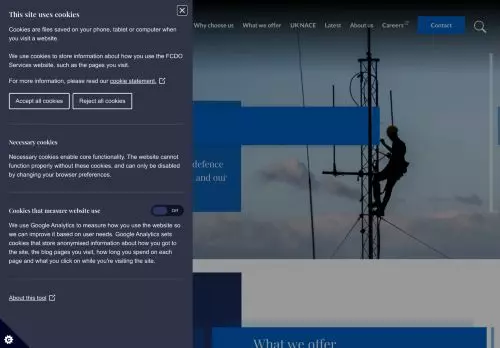 This site uses cookies
Why choose us
What we offer
UK NACE
Latest
About us
Careers
Contact
Cookies are files saved on your phone, tablet or computer when
you visit a website.
We use cookies to store information about how you use the FCDO
Services website, such as the pages you visit.
For more information, please read our cookie statement.
Accept all cookies
Reject all cookies
Necessary cookies
Necessary cookies enable core functionality. The website cannot
function properly without these cookies, and can only be disabled
by changing your browser preferences.
defence
and our
Cookies that measure website use
Off
We use Google Analytics to measure how you use the website so
we can improve it based on user needs. Google Analytics sets
cookies that store anonymised information about how you got to
the site, the blog pages you visit, how long you spend on each
page and what you click on while you're visiting the site.
About this tool
What we offer